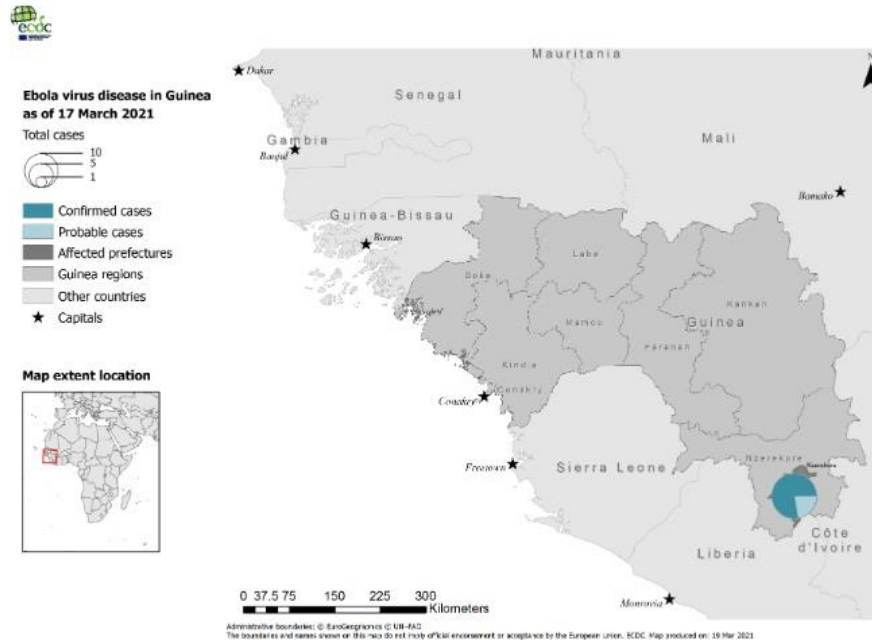 ecdc
Ebola virus disease in Guinea
as of 17 March 2021
Total cases
10
5
1
Confirmed cases
Probable cases
Affected prefectures
Guinea regions
Other countries
Capitals
Map extent location
Mauritania
Dakar
Senegal
Mali
Gambia
Banjul
Bamako
Guinea-Bissau
Bissau
Boke
Labe
Kankan
Guinea
Mamou
Faranah
Kindia
Conakry
Conakry
Freetown
Sierra Leone
Nzerekore
Côte
d'Ivoire
Liberia
Monrovia
0 37.5 75 150 225 300
Kilometers
Administrative boundaries: © EuroGeographics © UN-FAO
The boundaries and names shown on this map do not imply official endorsement or acceptance by the European Union. ECDC. Map produced on: 19 Mar 2021